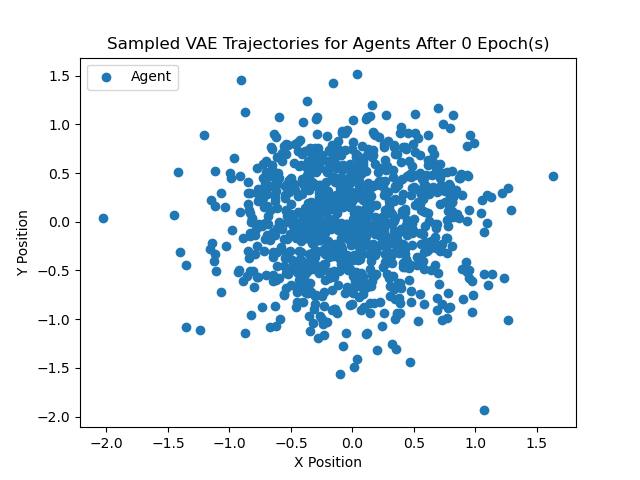 Sampled VAE Trajectories for Agents After 0 Epoch(s)
Agent
1.5
1.0
0.5
0.0
−0.5
−1.0
−1.5
−2.0
Y Position
−2.0 −1.5 −1.0 −0.5 0.0 0.5 1.0 1.5
X Position